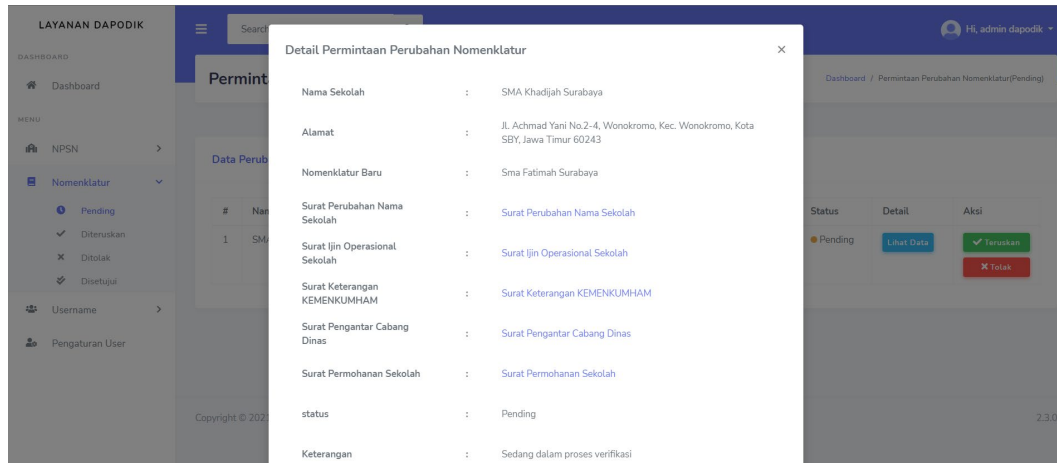 LAYANAN DAPODIK
DASHBOARD
Dashboard
MENU
NPSN
Nomenklatur
Pending
Diteruskan
Ditolak
Disetujui
Username
Pengaturan User
Search
Hi, admin dapodik
Dashboard / Permintaan Perubahan Nomenklatur(Pending)
Detail Permintaan Perubahan Nomenklatur ×
Nama Sekolah : SMA Khadijah Surabaya
Alamat : Jl. Achmad Yani No.2-4, Wonokromo, Kec. Wonokromo, Kota
SBY, Jawa Timur 60243
Nomenklatur Baru : Sma Fatimah Surabaya
Surat Perubahan Nama
Sekolah : Surat Perubahan Nama Sekolah
Surat Ijin Operasional
Sekolah : Surat Ijin Operasional Sekolah
Surat Keterangan
KEMENKUMHAM : Surat Keterangan KEMENKUMHAM
Surat Pengantar Cabang
Dinas : Surat Pengantar Cabang Dinas
Surat Permohanan Sekolah : Surat Permohanan Sekolah
status : Pending
Keterangan : Sedang dalam proses verifikasi
Data
# Status Detail Aksi
1 Pending Lihat Data Teruskan
Tolak
Copyright © 2.3.0